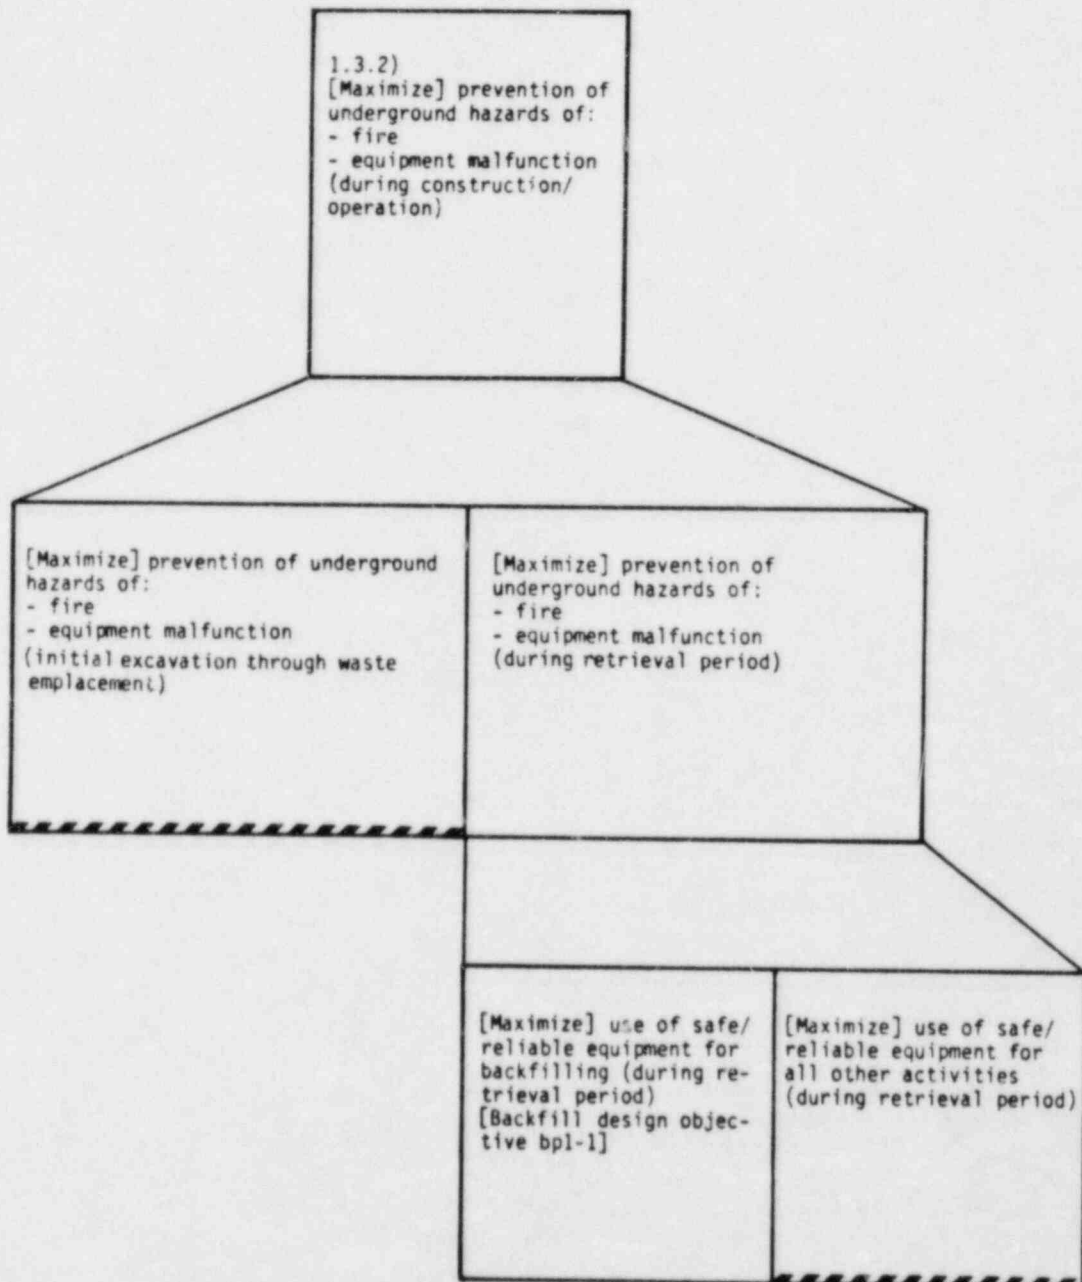 1.3.2)
[Maximize] prevention of
underground hazards of:
- fire
- equipment malfunction
(during construction/
operation)
[Maximize] prevention of underground
hazards of:
- fire
- equipment malfunction
(initial excavation through waste
emplacement)
[Maximize] prevention of
underground hazards of:
- fire
- equipment malfunction
(during retrieval period)
[Maximize] use of safe/
reliable equipment for
backfilling (during re-
trieval period)
[Backfill design objec-
tive bpl-1]
[Maximize] use of safe/
reliable equipment for
all other activities
(during retrieval period)